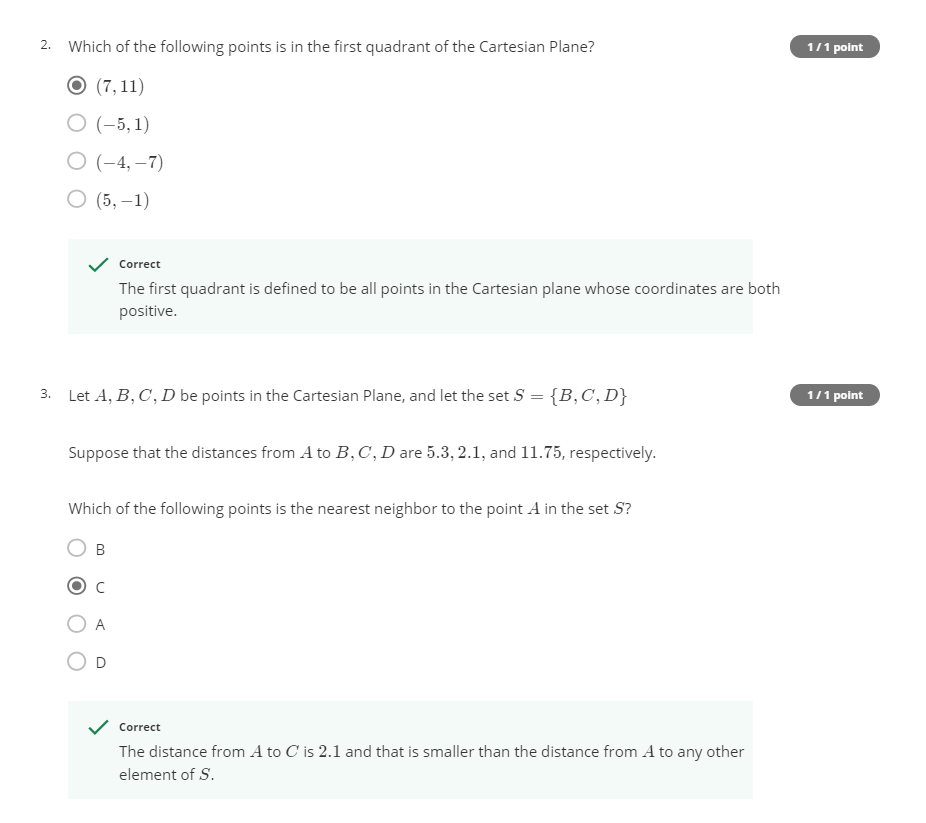 2. Which of the following points is in the first quadrant of the Cartesian Plane? 1 / 1 point
(7, 11)
(−5, 1)
(−4, −7)
(5, −1)
Correct
The first quadrant is defined to be all points in the Cartesian plane whose coordinates are both
positive.
3. Let A, B, C, D be points in the Cartesian Plane, and let the set S = {B, C, D} 1 / 1 point
Suppose that the distances from A to B, C, D are 5.3, 2.1, and 11.75, respectively.
Which of the following points is the nearest neighbor to the point A in the set S?
B
C
A
D
Correct
The distance from A to C is 2.1 and that is smaller than the distance from A to any other
element of S.